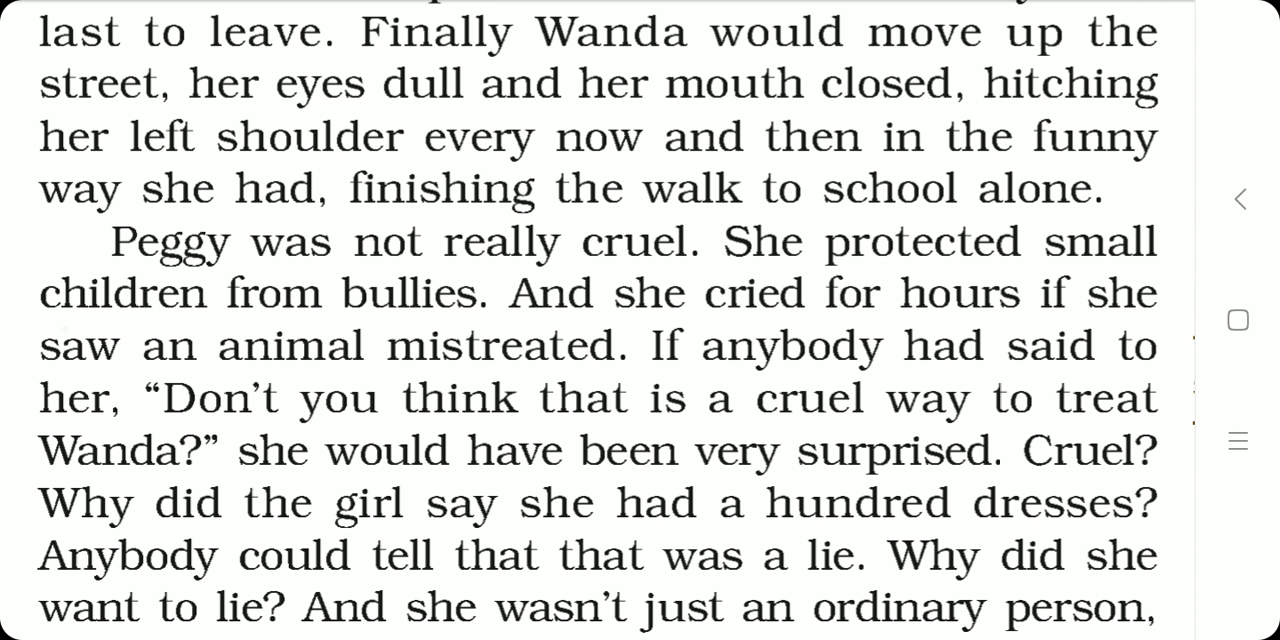 last to leave. Finally Wanda would move up the
street, her eyes dull and her mouth closed, hitching
her left shoulder every now and then in the funny
way she had, finishing the walk to school alone.
Peggy was not really cruel. She protected small
children from bullies. And she cried for hours if she
saw an animal mistreated. If anybody had said to
her, “Don’t you think that is a cruel way to treat
Wanda?” she would have been very surprised. Cruel?
Why did the girl say she had a hundred dresses?
Anybody could tell that that was a lie. Why did she
want to lie? And she wasn’t just an ordinary person,